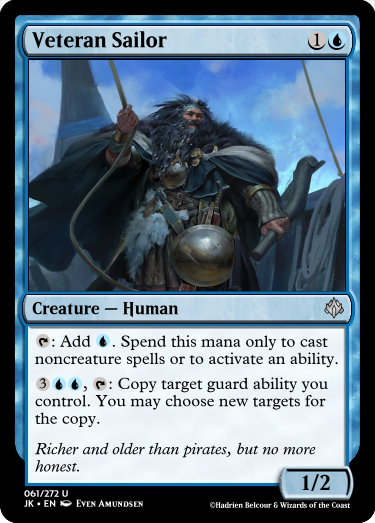 Veteran Sailor 1
Creature — Human
: Add . Spend this mana only to cast
noncreature spells or to activate an ability.
3 , : Copy target guard ability you
control. You may choose new targets for
the copy.
Richer and older than pirates, but no more
honest.
1/2
061/272 U
JK • EN Even Amundsen
©Hadrien Belcour & Wizards of the Coast